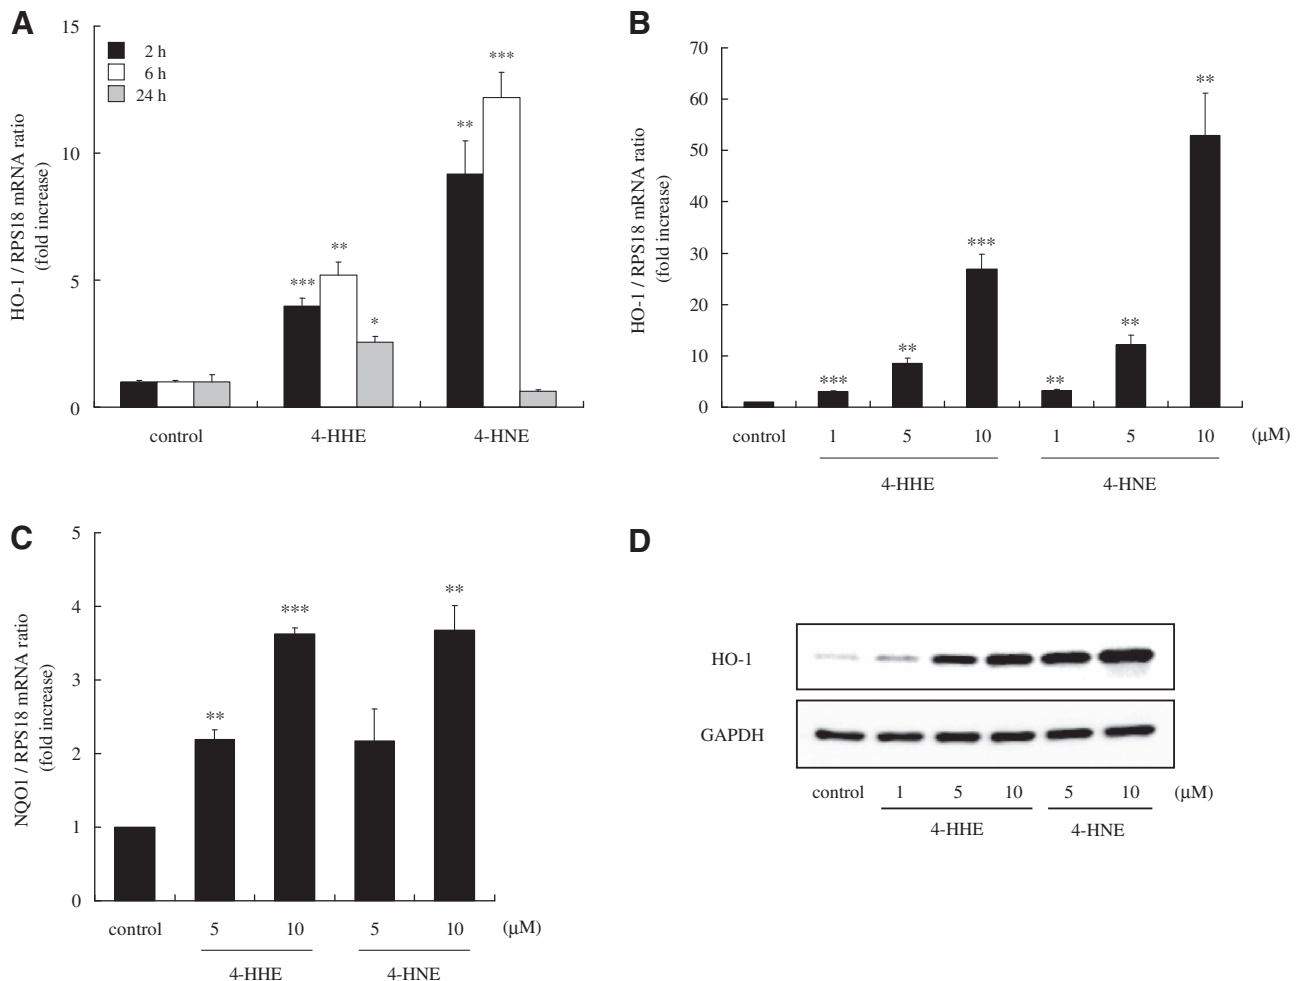 A
HO-1 / RPS18 mRNA ratio
(fold increase)
15
10
5
0
2 h
6 h
24 h
***
**
*
**
***
control
4-HHE
4-HNE
B
HO-1 / RPS18 mRNA ratio
(fold increase)
70
60
50
40
30
20
10
0
***
**
***
**
**
**
control 1 5 10 1 5 10 (μM)
4-HHE 4-HNE
C
NQO1 / RPS18 mRNA ratio
(fold increase)
5
4
3
2
1
0
**
***
**
control 5 10 5 10 (μM)
4-HHE 4-HNE
D
HO-1
GAPDH
control 1 5 10 5 10 (μM)
4-HHE 4-HNE